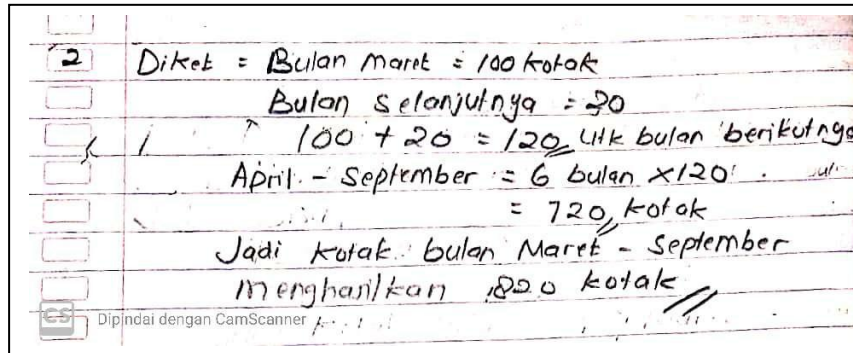 2 Diket = Bulan Maret = 100 kotak
Bulan selanjutnya = 20
100 + 20 = 120 utk bulan berikutnya
April - September = 6 bulan x 120
= 720 kotak
Jadi kotak bulan Maret - September
menghasilkan 820 kotak
CS Dipindai dengan CamScanner